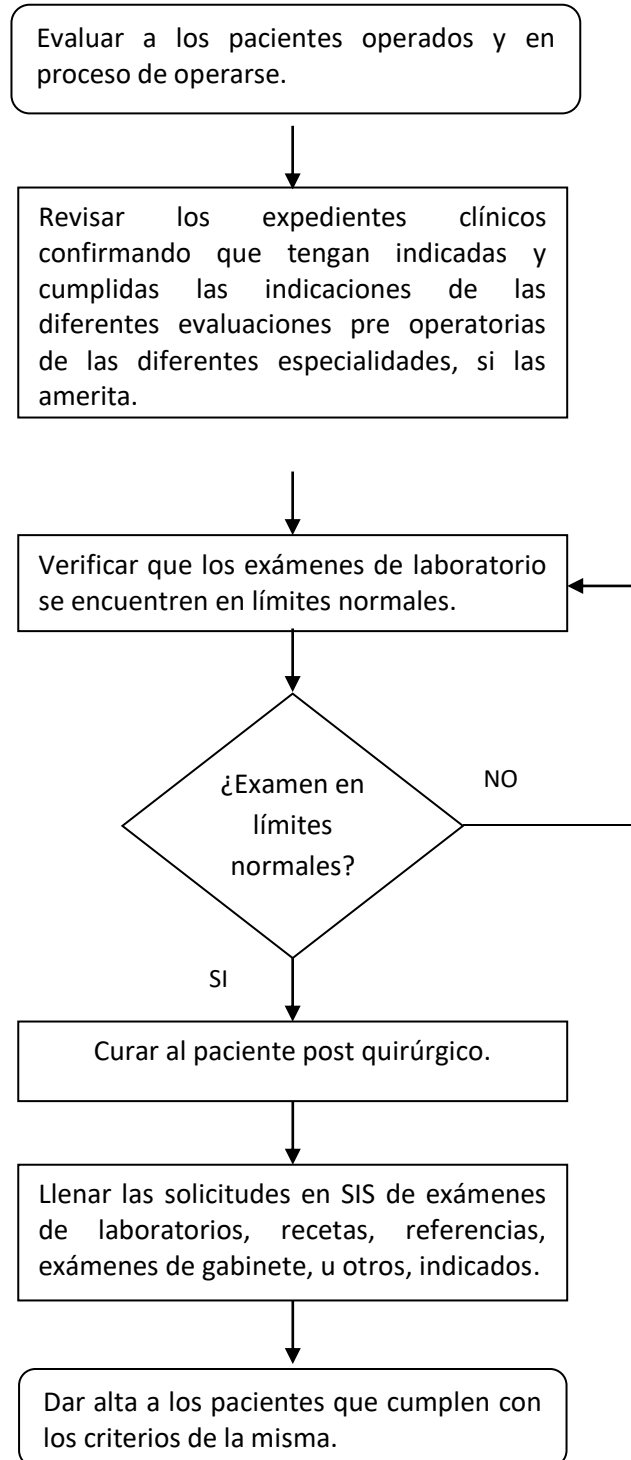 Evaluar a los pacientes operados y en
proceso de operarse.
Revisar los expedientes clínicos
confirmando que tengan indicadas y
cumplidas las indicaciones de las
diferentes evaluaciones pre operatorias
de las diferentes especialidades, si las
amerita.
Verificar que los exámenes de laboratorio
se encuentren en límites normales.
¿Examen en
límites
normales?
NO
SI
Curar al paciente post quirúrgico.
Llenar las solicitudes en SIS de exámenes
de laboratorios, recetas, referencias,
exámenes de gabinete, u otros, indicados.
Dar alta a los pacientes que cumplen con
los criterios de la misma.